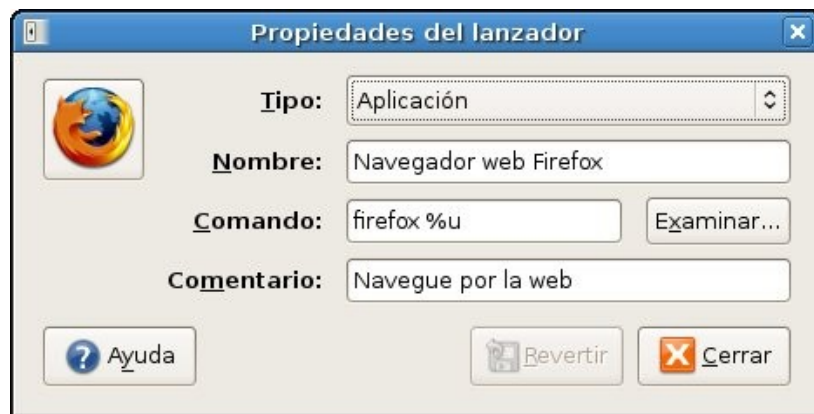 Propiedades del lanzador
Tipo: Aplicación
Nombre: Navegador web Firefox
Comando: firefox %u Examinar...
Comentario: Navegue por la web
Ayuda Revertir Cerrar